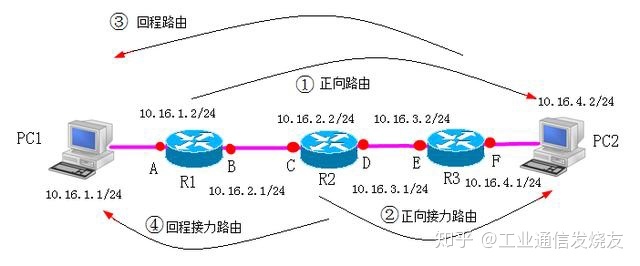 ③ 回程路由
① 正向路由
10.16.1.2/24
10.16.2.2/24
10.16.3.2/24
10.16.4.2/24
PC1
PC2
A
B
C
D
E
F
R1
R2
R3
10.16.1.1/24
10.16.2.1/24
10.16.3.1/24
10.16.4.1/24
④ 回程接力路由
② 正向接力路由
知乎 @工业通信发烧友